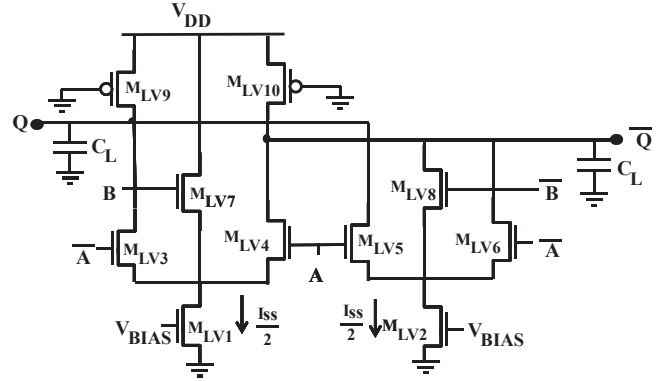 V_DD
M_LV9
M_LV10
Q
Q̅
C_L
C_L
B
M_LV7
M_LV8
B̅
A̅
M_LV3
M_LV4
A
M_LV5
M_LV6
A̅
V_BIAS
M_LV1
Iss/2
Iss/2
M_LV2
V_BIAS